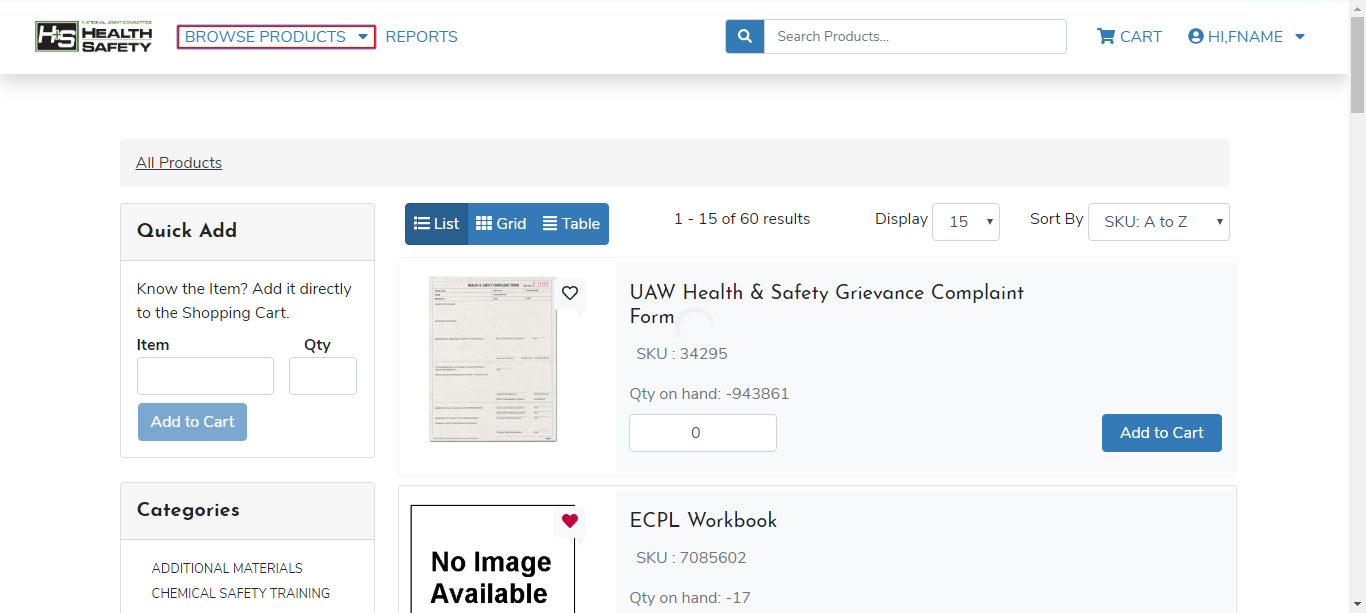 NATIONAL JOINT COMMITTEE
H+S HEALTH
SAFETY
BROWSE PRODUCTS
REPORTS
Search Products...
CART
HI,FNAME
All Products
Quick Add
Know the Item? Add it directly
to the Shopping Cart.
Item Qty
Add to Cart
Categories
ADDITIONAL MATERIALS
CHEMICAL SAFETY TRAINING
List Grid Table
1 - 15 of 60 results
Display 15
Sort By SKU: A to Z
HEALTH & SAFETY COMPLAINT FORM
UAW Health & Safety Grievance Complaint
Form
SKU : 34295
Qty on hand: -943861
0
Add to Cart
No Image
Available
ECPL Workbook
SKU : 7085602
Qty on hand: -17